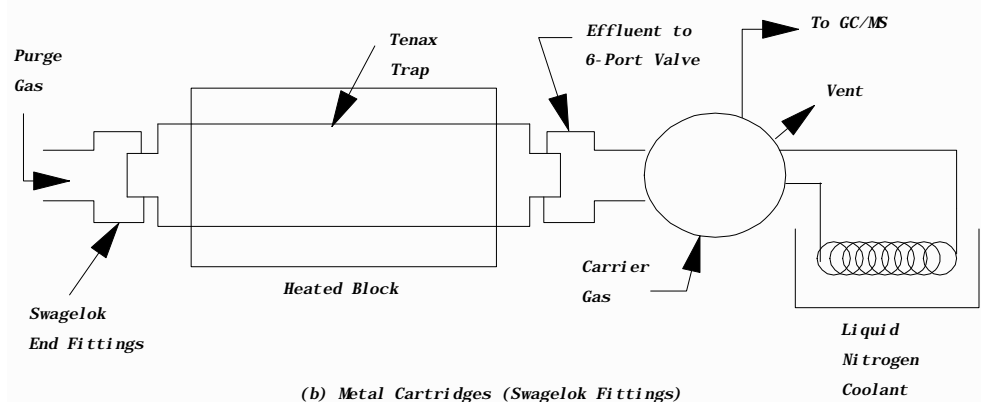 Purge
Gas
Tenax
Trap
Effluent to
6-Port Valve
To GC/MS
Vent
Heated Block
Swagelok
End Fittings
Carrier
Gas
Liquid
Nitrogen
Coolant
(b) Metal Cartridges (Swagelok Fittings)